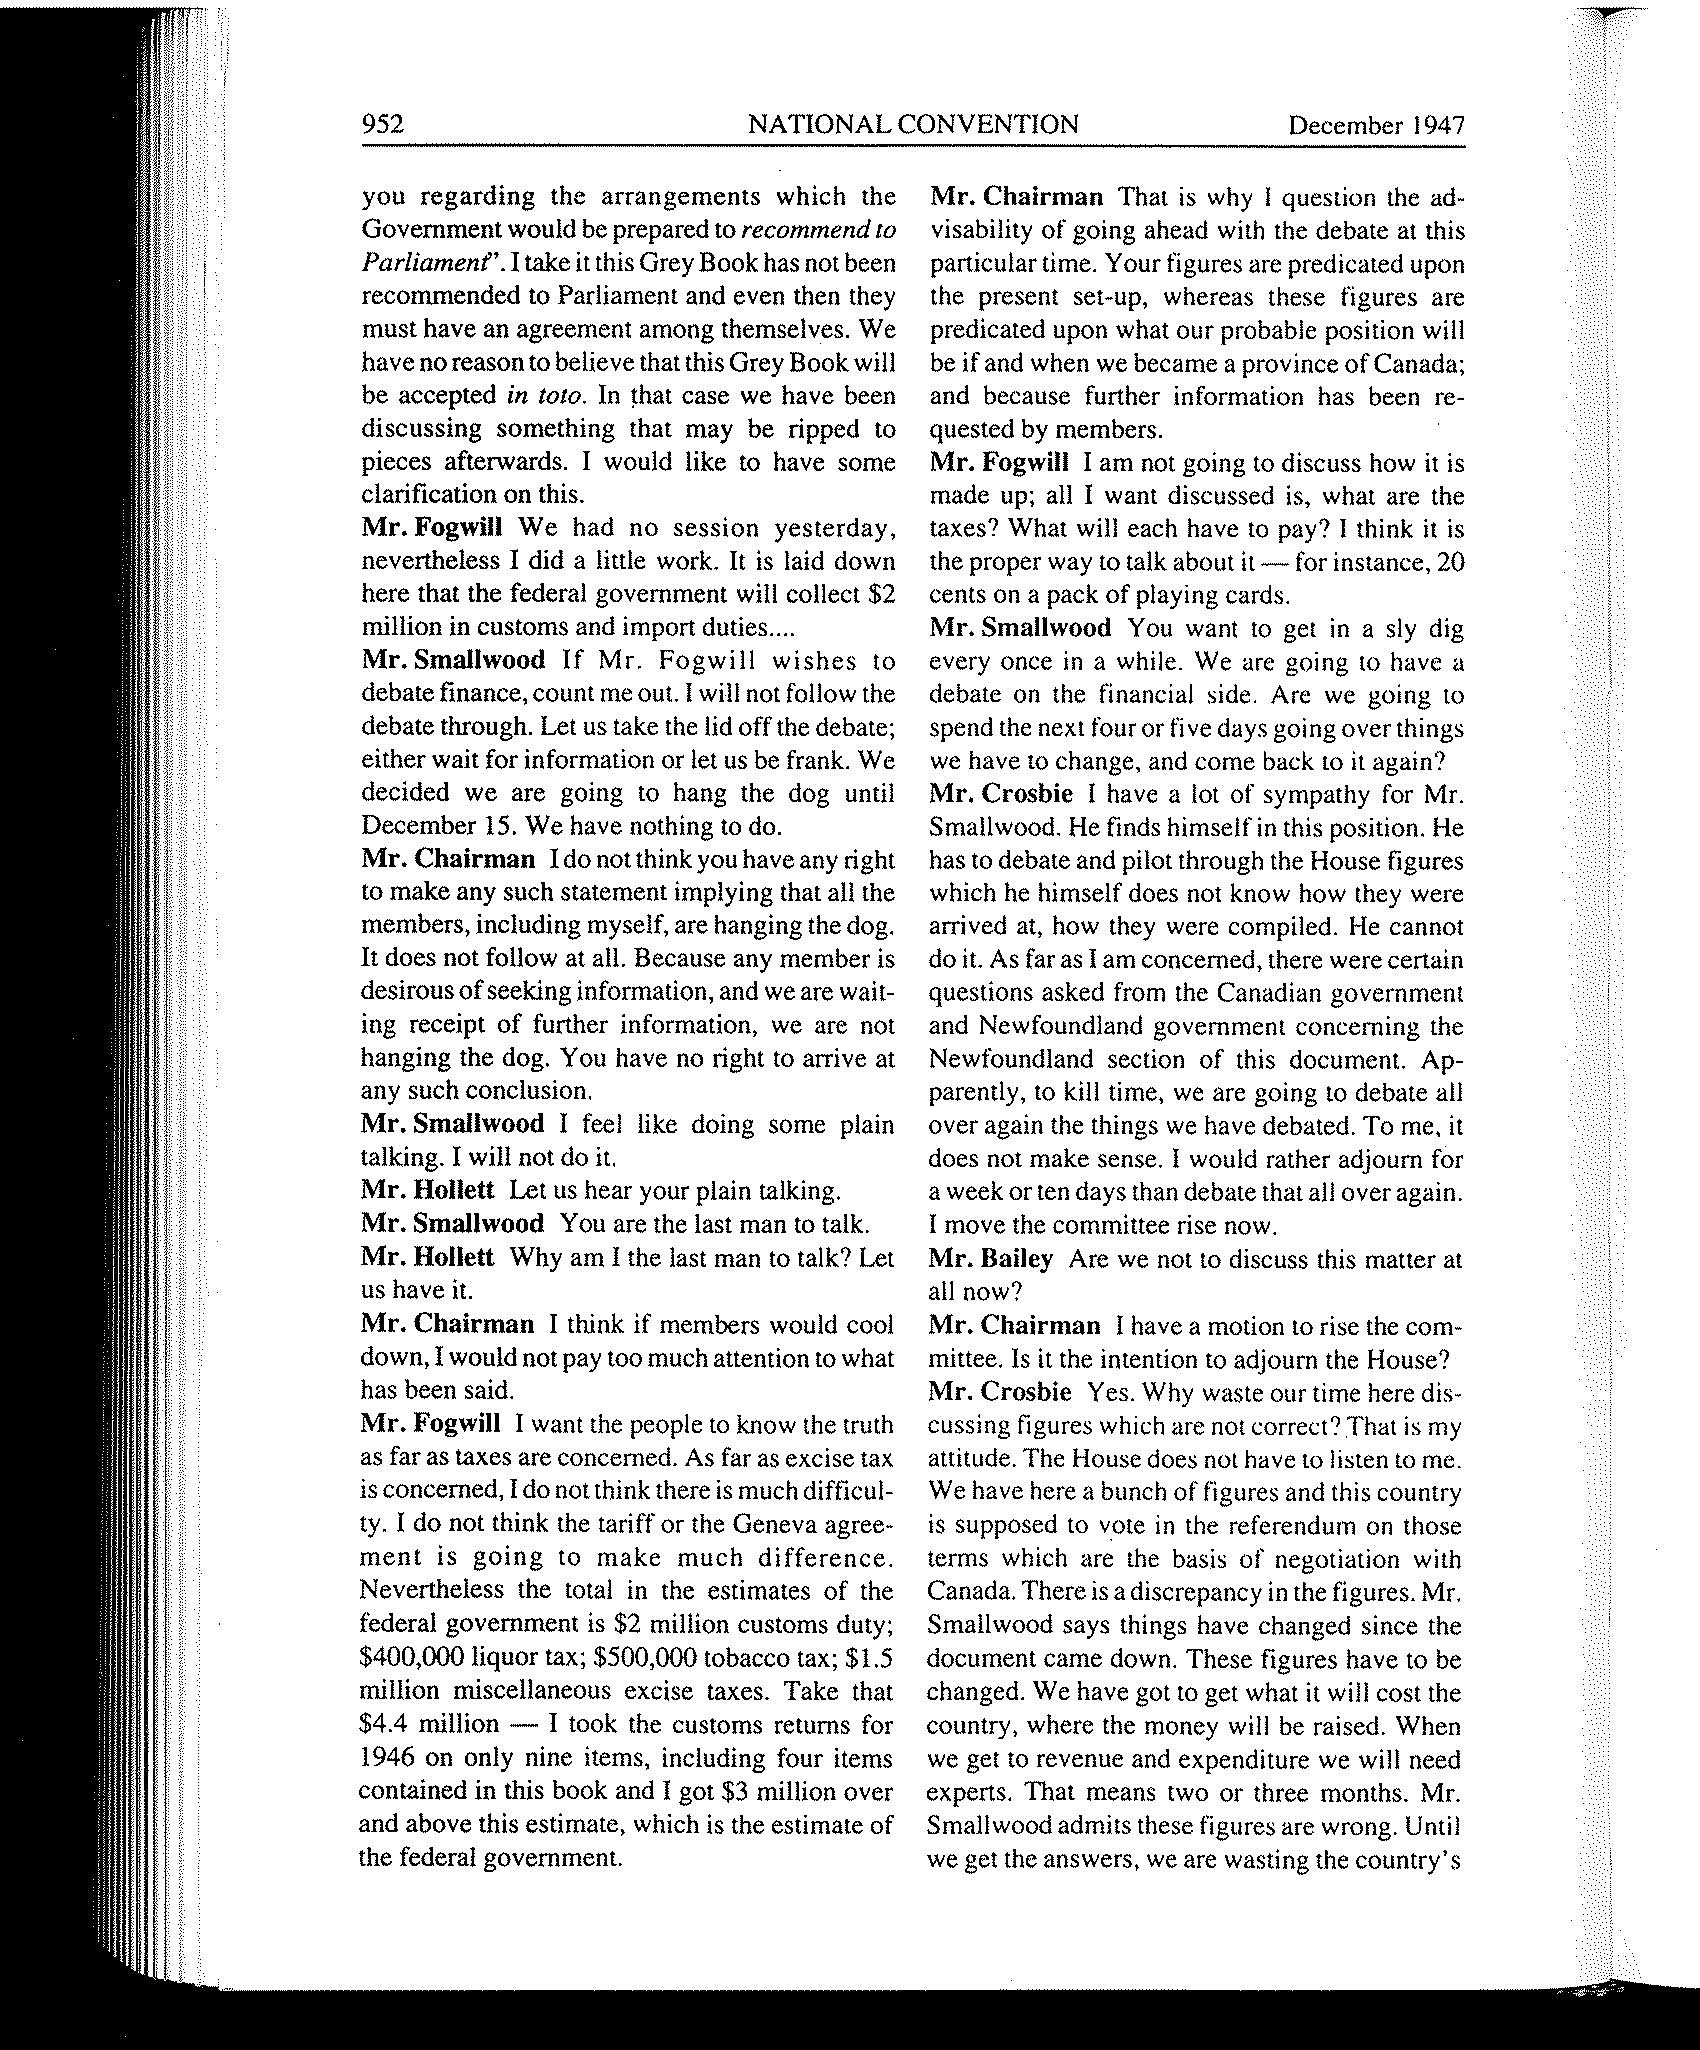 952 NATIONAL CONVENTION December 1947
you regarding the arrangements which the
Government would be prepared to recommend to
Parliament". I take it this Grey Book has not been
recommended to Parliament and even then they
must have an agreement among themselves. We
have no reason to believe that this Grey Book will
be accepted in toto. In that case we have been
discussing something that may be ripped to
pieces afterwards. I would like to have some
clarification on this.
Mr. Fogwill We had no session yesterday,
nevertheless I did a little work. It is laid down
here that the federal government will collect $2
million in customs and import duties....
Mr. Smallwood If Mr. Fogwill wishes to
debate finance, count me out. I will not follow the
debate through. Let us take the lid off the debate;
either wait for information or let us be frank. We
decided we are going to hang the dog until
December 15. We have nothing to do.
Mr. Chairman I do not think you have any right
to make any such statement implying that all the
members, including myself, are hanging the dog.
It does not follow at all. Because any member is
desirous of seeking information, and we are wait-
ing receipt of further information, we are not
hanging the dog. You have no right to arrive at
any such conclusion.
Mr. Smallwood I feel like doing some plain
talking. I will not do it.
Mr. Hollett Let us hear your plain talking.
Mr. Smallwood You are the last man to talk.
Mr. Hollett Why am I the last man to talk? Let
us have it.
Mr. Chairman I think if members would cool
down, I would not pay too much attention to what
has been said.
Mr. Fogwill I want the people to know the truth
as far as taxes are concerned. As far as excise tax
is concerned, I do not think there is much difficul-
ty. I do not think the tariff or the Geneva agree-
ment is going to make much difference.
Nevertheless the total in the estimates of the
federal government is $2 million customs duty;
$400,000 liquor tax; $500,000 tobacco tax; $1.5
million miscellaneous excise taxes. Take that
$4.4 million — I took the customs returns for
1946 on only nine items, including four items
contained in this book and I got $3 million over
and above this estimate, which is the estimate of
the federal government.
Mr. Chairman That is why I question the ad-
visability of going ahead with the debate at this
particular time. Your figures are predicated upon
the present set-up, whereas these figures are
predicated upon what our probable position will
be if and when we became a province of Canada;
and because further information has been re-
quested by members.
Mr. Fogwill I am not going to discuss how it is
made up; all I want discussed is, what are the
taxes? What will each have to pay? I think it is
the proper way to talk about it — for instance, 20
cents on a pack of playing cards.
Mr. Smallwood You want to get in a sly dig
every once in a while. We are going to have a
debate on the financial side. Are we going to
spend the next four or five days going over things
we have to change, and come back to it again?
Mr. Crosbie I have a lot of sympathy for Mr.
Smallwood. He finds himself in this position. He
has to debate and pilot through the House figures
which he himself does not know how they were
arrived at, how they were compiled. He cannot
do it. As far as I am concerned, there were certain
questions asked from the Canadian government
and Newfoundland government concerning the
Newfoundland section of this document. Ap-
parently, to kill time, we are going to debate all
over again the things we have debated. To me, it
does not make sense. I would rather adjourn for
a week or ten days than debate that all over again.
I move the committee rise now.
Mr. Bailey Are we not to discuss this matter at
all now?
Mr. Chairman I have a motion to rise the com-
mittee. Is it the intention to adjourn the House?
Mr. Crosbie Yes. Why waste our time here dis-
cussing figures which are not correct? That is my
attitude. The House does not have to listen to me.
We have here a bunch of figures and this country
is supposed to vote in the referendum on those
terms which are the basis of negotiation with
Canada. There is a discrepancy in the figures. Mr.
Smallwood says things have changed since the
document came down. These figures have to be
changed. We have got to get what it will cost the
country, where the money will be raised. When
we get to revenue and expenditure we will need
experts. That means two or three months. Mr.
Smallwood admits these figures are wrong. Until
we get the answers, we are wasting the country's